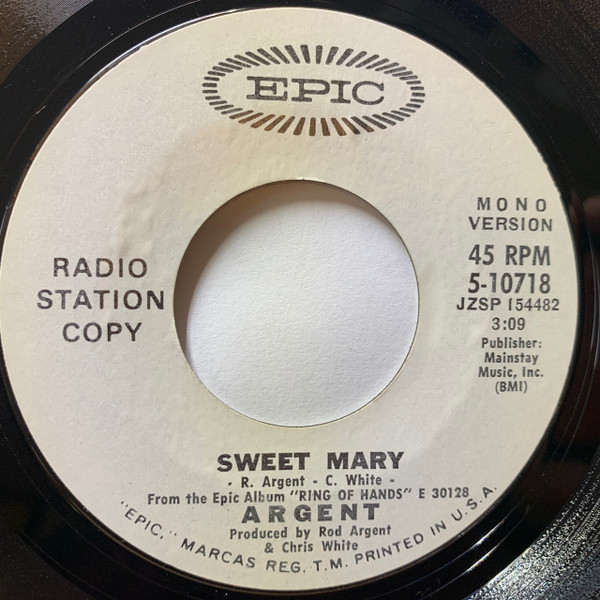 EPIC
RADIO
STATION
COPY
MONO
VERSION
45 RPM
5-10718
JZSP 154482
3:09
Publisher:
Mainstay
Music, Inc.
(BMI)
SWEET MARY
- R. Argent - C. White -
From the Epic Album "RING OF HANDS" E 30128
ARGENT
Produced by Rod Argent
& Chris White
"EPIC," MARCAS REG. T.M. PRINTED IN U.S.A.